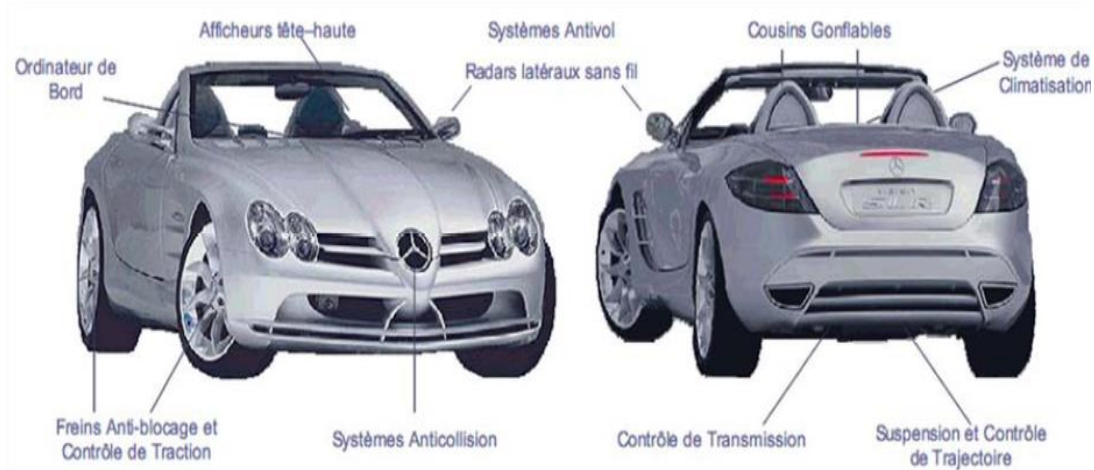 Afficheurs tête–haute
Systèmes Antivol
Cousins Gonflables
Ordinateur de
Bord
Radars latéraux sans fil
Système de
Climatisation
Freins Anti-blocage et
Contrôle de Traction
Systèmes Anticollision
Contrôle de Transmission
Suspension et Contrôle
de Trajectoire